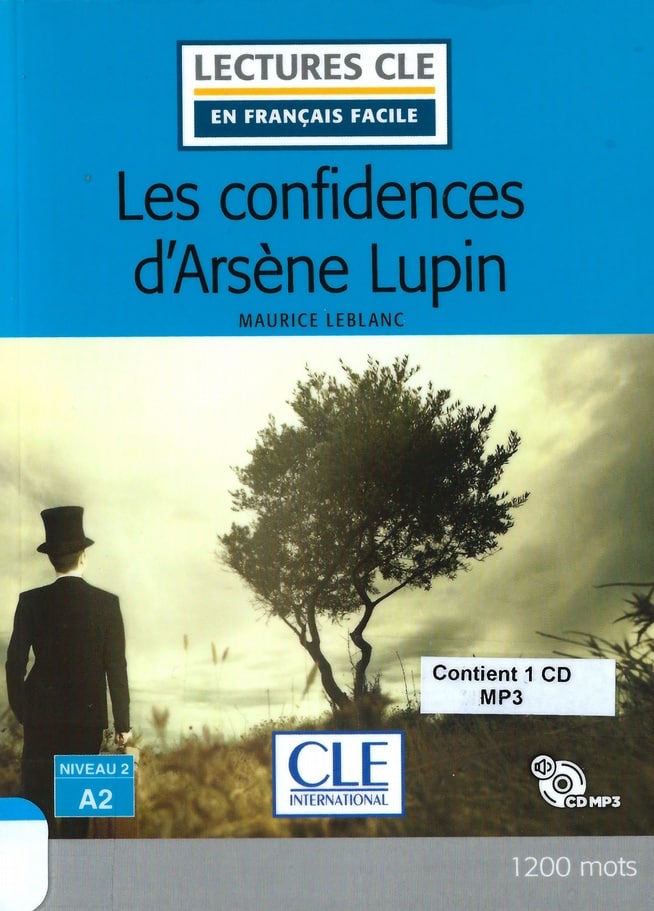 LECTURES CLE
EN FRANÇAIS FACILE
Les confidences
d'Arsène Lupin
MAURICE LEBLANC
Contient 1 CD
MP3
NIVEAU 2
A2
CLE
INTERNATIONAL
CD MP3
1200 mots